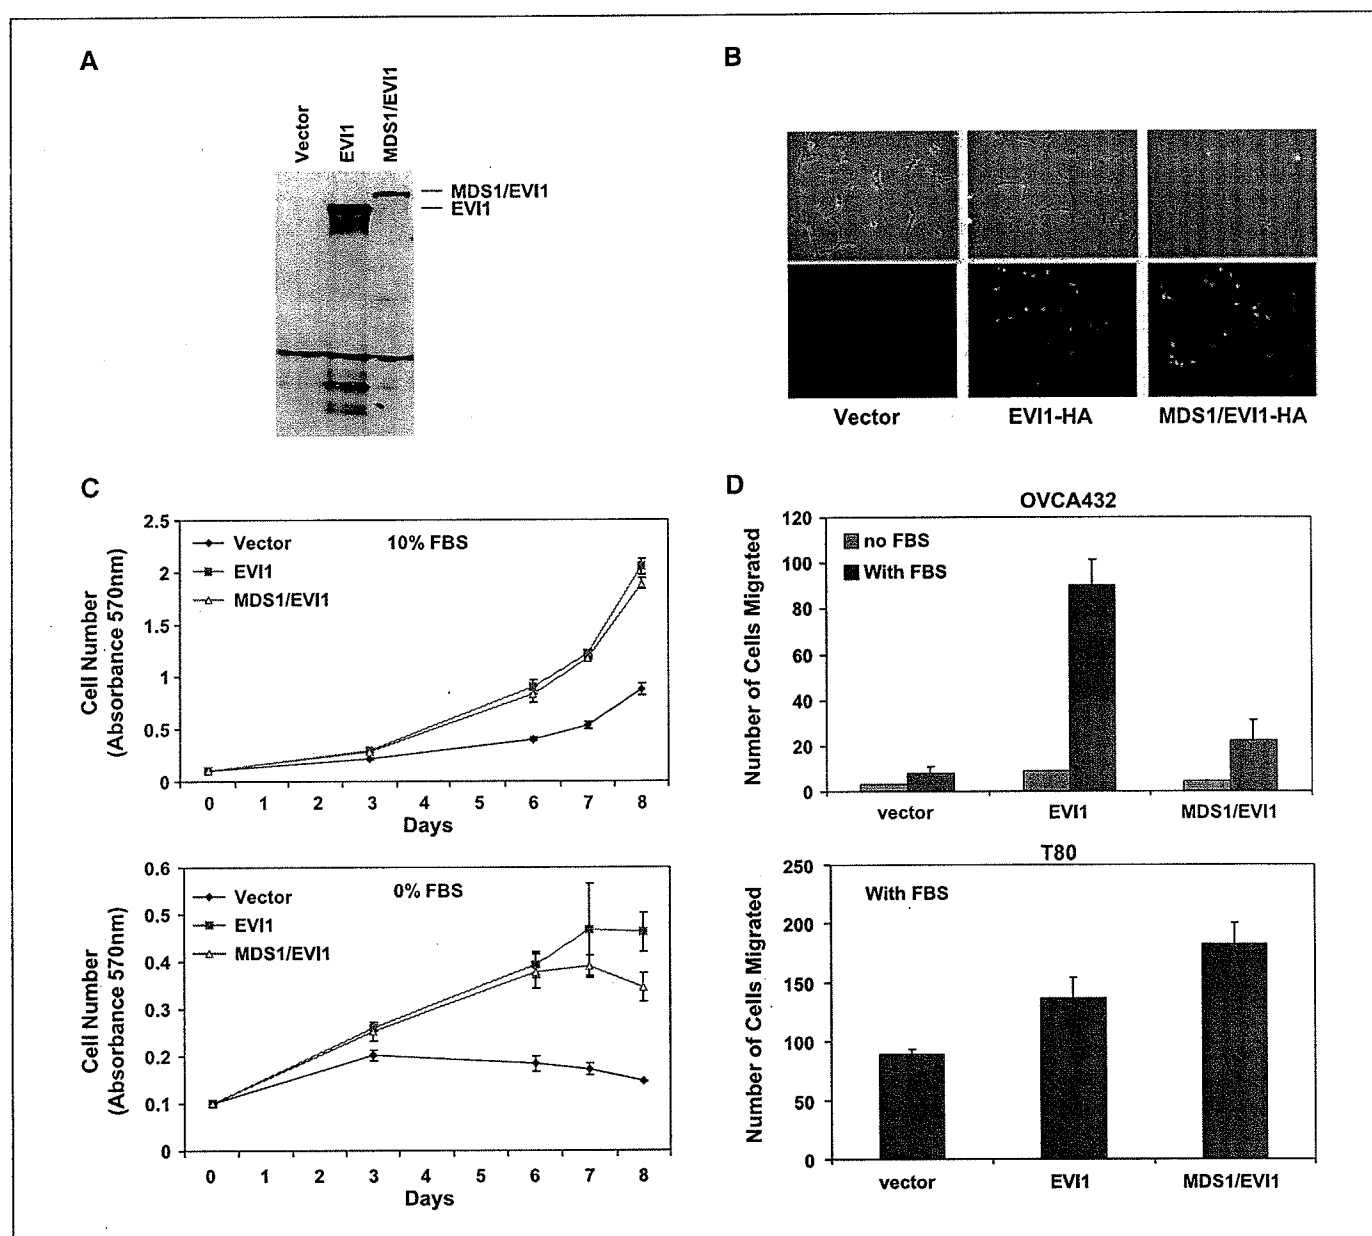 A
Vector
EVI1
MDS1/EVI1
MDS1/EVI1
EVI1
B
Vector
EVI1-HA
MDS1/EVI1-HA
C
2.5
2
1.5
1
0.5
0
Cell Number
(Absorbance 570nm)
Vector
EVI1
MDS1/EVI1
10% FBS
0 1 2 3 4 5 6 7 8
Days
0.6
0.5
0.4
0.3
0.2
0.1
0
Cell Number
(Absorbance 570nm)
Vector
EVI1
MDS1/EVI1
0% FBS
0 1 2 3 4 5 6 7 8
Days
D
OVCA432
120
100
80
60
40
20
0
Number of Cells Migrated
no FBS
With FBS
vector EVI1 MDS1/EVI1
T80
250
200
150
100
50
0
Number of Cells Migrated
With FBS
vector EVI1 MDS1/EVI1